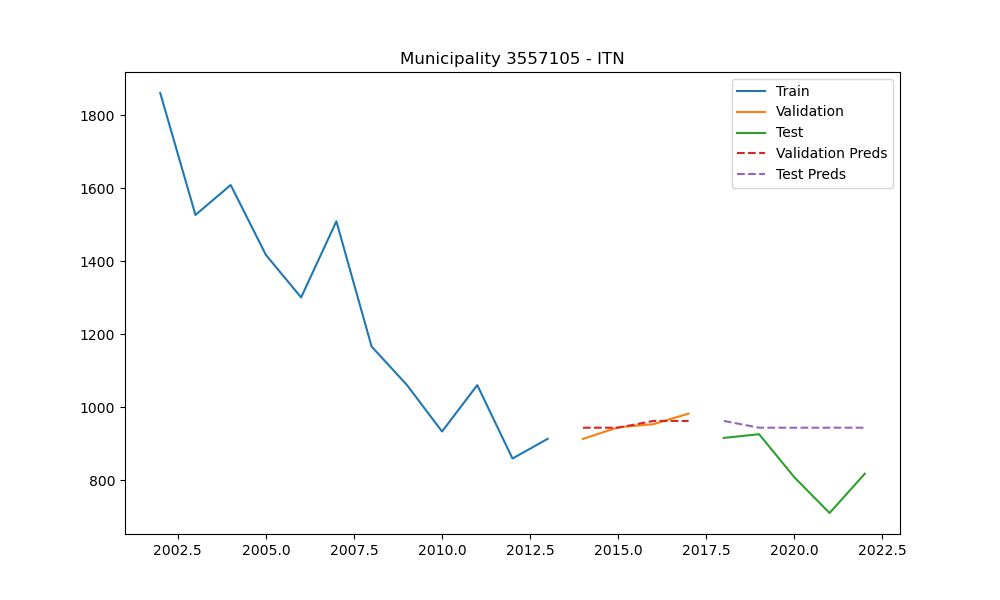 Municipality 3557105 - ITN
Train
Validation
Test
Validation Preds
Test Preds
1800
1600
1400
1200
1000
800
2002.5 2005.0 2007.5 2010.0 2012.5 2015.0 2017.5 2020.0 2022.5